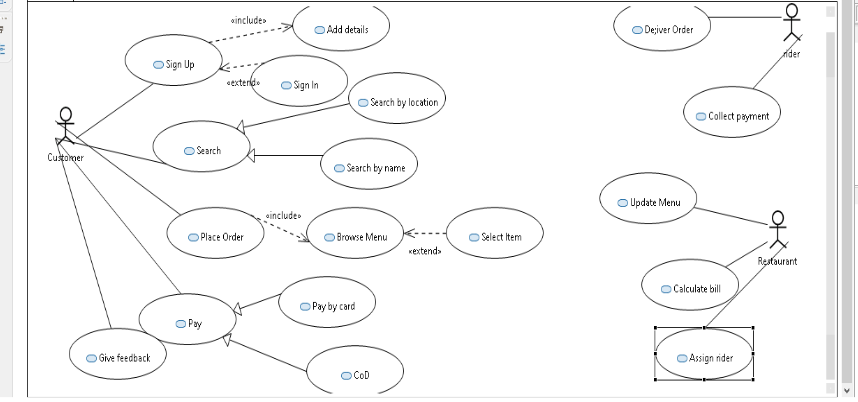 «include»
Add details
Deliver Order
Sign Up
rider
«extend»
Sign In
Search by location
Collect payment
Customer
Search
Search by name
Update Menu
«include»
Place Order
Browse Menu
Select Item
«extend»
Restaurant
Calculate bill
Pay by card
Pay
Give feedback
Assign rider
CoD